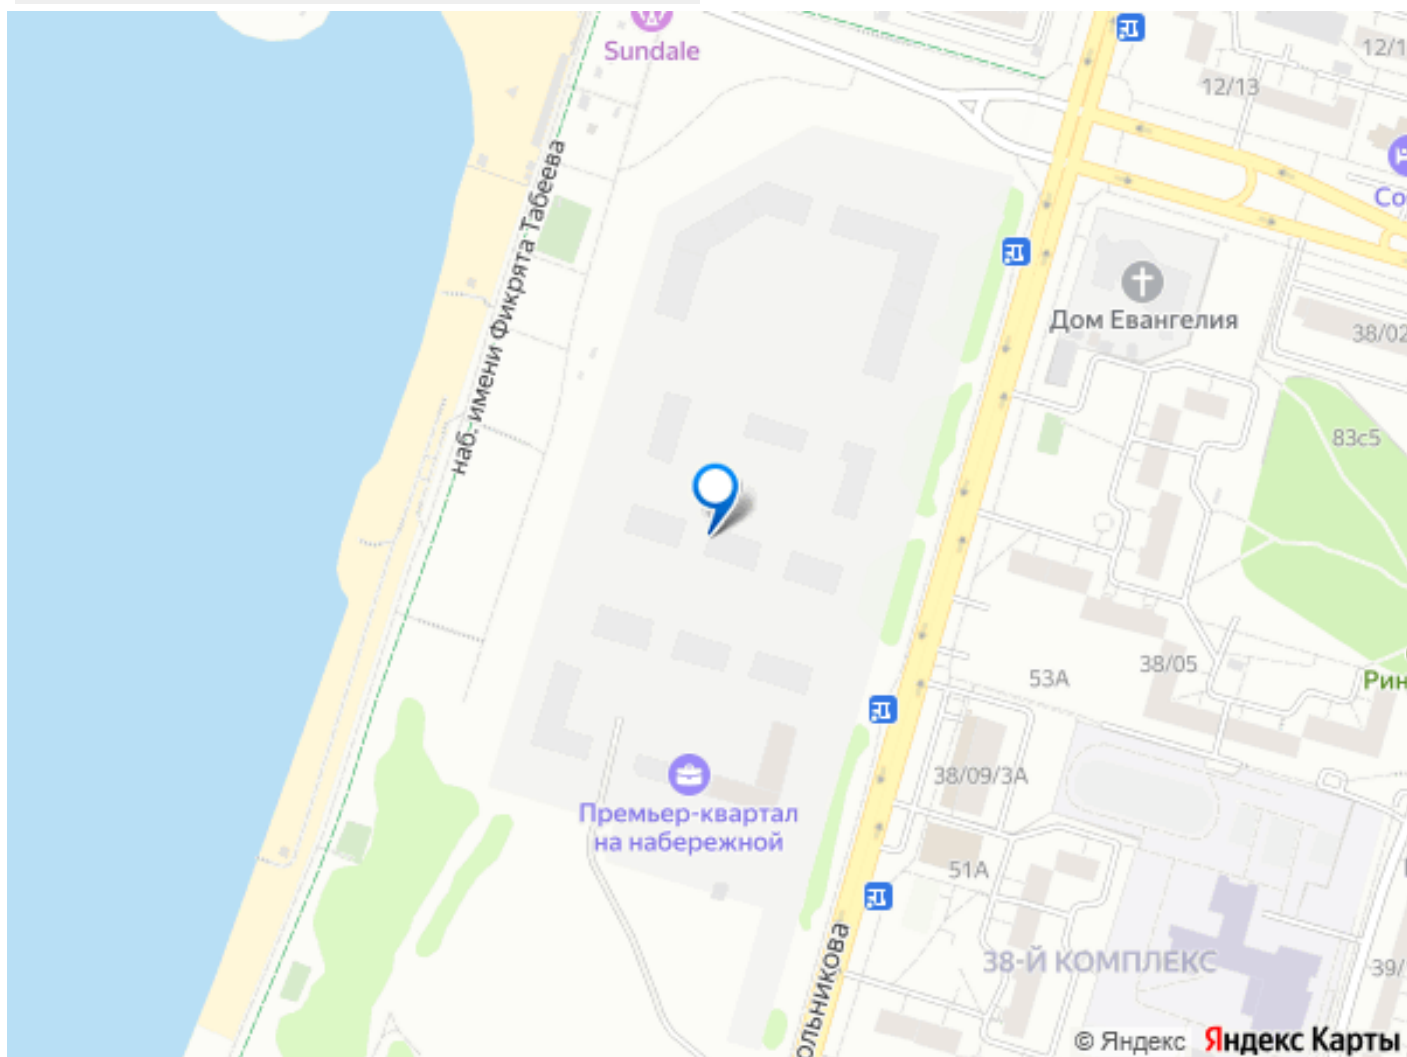 Sundale
12/1
12/13
Со
наб. имени Фикрята Табеева
Дом Евангелия
38/02
83с5
38/05
53А
Рин
38/09/3А
Премьер-квартал
на набережной
51А
38-Й КОМПЛЕКС
39/
ольникова
© Яндекс Яндекс Карты